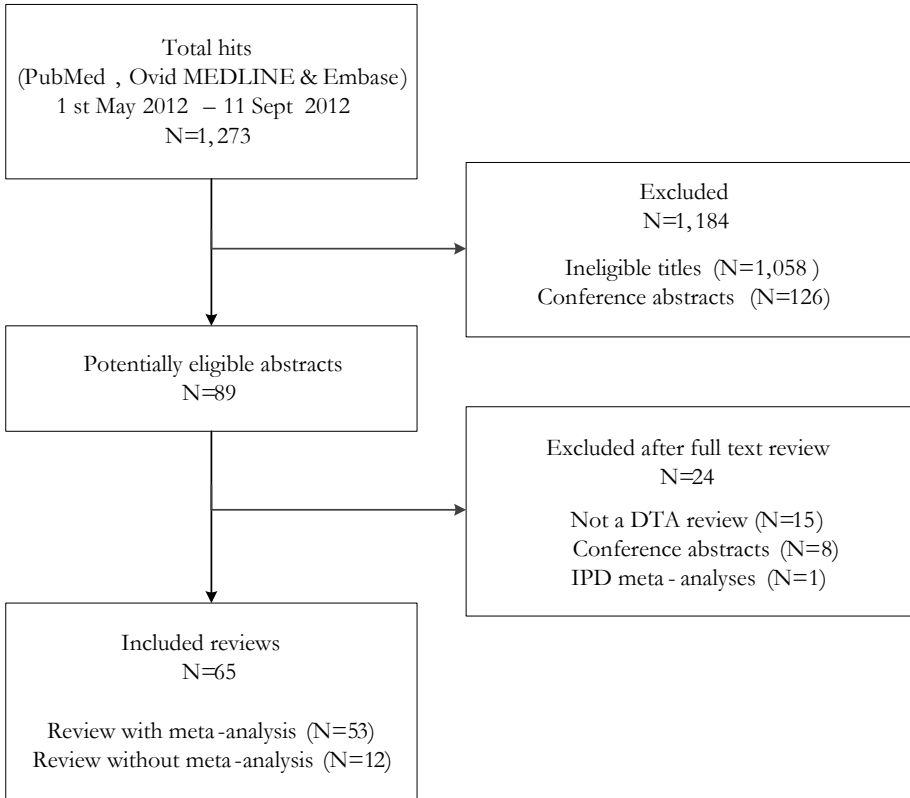 Total hits
(PubMed , Ovid MEDLINE & Embase)
1 st May 2012 – 11 Sept 2012
N=1, 273
Excluded
N=1, 184
Ineligible titles (N=1,058 )
Conference abstracts (N=126)
Potentially eligible abstracts
N=89
Excluded after full text review
N=24
Not a DTA review (N=15)
Conference abstracts (N=8)
IPD meta - analyses (N=1)
Included reviews
N=65
Review with meta -analysis (N=53)
Review without meta -analysis (N=12)